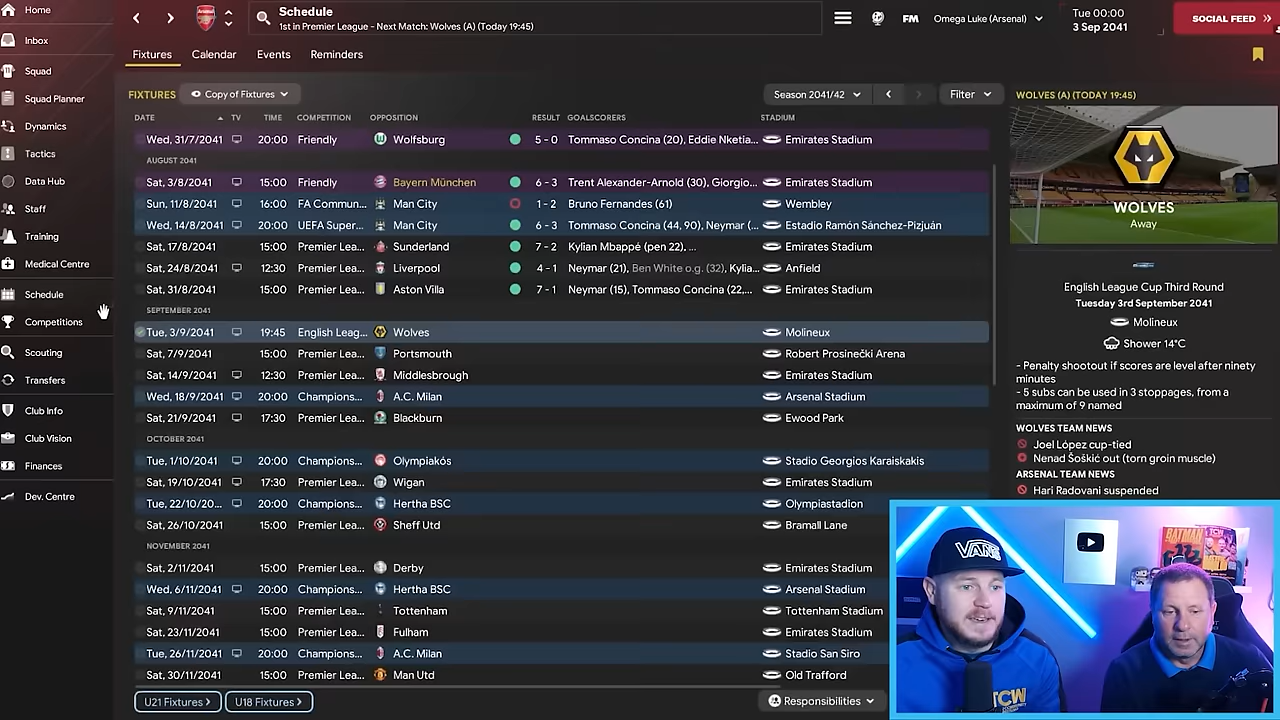 Home
Inbox
Squad
Squad Planner
Dynamics
Tactics
Data Hub
Staff
Training
Medical Centre
Schedule
Competitions
Scouting
Transfers
Club Info
Club Vision
Finances
Dev. Centre
Schedule
1st in Premier League - Next Match: Wolves (A) (Today 19:45)
FM
Omega Luke (Arsenal)
Tue 00:00
3 Sep 2041
SOCIAL FEED
Fixtures Calendar Events Reminders
FIXTURES Copy of Fixtures Season 2041/42 Filter
DATE TV TIME COMPETITION OPPOSITION RESULT GOALSCORERS STADIUM
Wed, 31/7/2041 20:00 Friendly Wolfsburg 5 - 0 Tommaso Concina (20), Eddie Nketia... Emirates Stadium
AUGUST 2041
Sat, 3/8/2041 15:00 Friendly Bayern München 6 - 3 Trent Alexander-Arnold (30), Giorgio... Emirates Stadium
Sun, 11/8/2041 16:00 FA Commun... Man City 1 - 2 Bruno Fernandes (61) Wembley
Wed, 14/8/2041 20:00 UEFA Super... Man City 6 - 3 Tommaso Concina (44, 90), Neymar (... Estadio Ramón Sánchez-Pizjuán
Sat, 17/8/2041 15:00 Premier Lea... Sunderland 7 - 2 Kylian Mbappé (pen 22), ... Emirates Stadium
Sat, 24/8/2041 12:30 Premier Lea... Liverpool 4 - 1 Neymar (21), Ben White o.g. (32), Kylia... Anfield
Sat, 31/8/2041 15:00 Premier Lea... Aston Villa 7 - 1 Neymar (15), Tommaso Concina (22,... Emirates Stadium
SEPTEMBER 2041
Tue, 3/9/2041 19:45 English Leag... Wolves Molineux
Sat, 7/9/2041 15:00 Premier Lea... Portsmouth Robert Prosinečki Arena
Sat, 14/9/2041 12:30 Premier Lea... Middlesbrough Emirates Stadium
Wed, 18/9/2041 20:00 Champions... A.C. Milan Arsenal Stadium
Sat, 21/9/2041 17:30 Premier Lea... Blackburn Ewood Park
OCTOBER 2041
Tue, 1/10/2041 20:00 Champions... Olympiakós Stadio Georgios Karaiskakis
Sat, 19/10/2041 17:30 Premier Lea... Wigan Emirates Stadium
Tue, 22/10/20... 20:00 Champions... Hertha BSC Olympiastadion
Sat, 26/10/2041 15:00 Premier Lea... Sheff Utd Bramall Lane
NOVEMBER 2041
Sat, 2/11/2041 15:00 Premier Lea... Derby Emirates Stadium
Wed, 6/11/2041 20:00 Champions... Hertha BSC Arsenal Stadium
Sat, 9/11/2041 15:00 Premier Lea... Tottenham Tottenham Stadium
Sat, 23/11/2041 15:00 Premier Lea... Fulham Emirates Stadium
Tue, 26/11/2041 20:00 Champions... A.C. Milan Stadio San Siro
Sat, 30/11/2041 15:00 Premier Lea... Man Utd Old Trafford
U21 Fixtures U18 Fixtures Responsibilities
WOLVES (A) (TODAY 19:45)
WOLVES
Away
English League Cup Third Round
Tuesday 3rd September 2041
Molineux
Shower 14°C
- Penalty shootout if scores are level after ninety
minutes
- 5 subs can be used in 3 stoppages, from a
maximum of 9 named
WOLVES TEAM NEWS
Joel López cup-tied
Nenad Šoškić out (torn groin muscle)
ARSENAL TEAM NEWS
Hari Radovani suspended
VANS
BATMAN
TCW